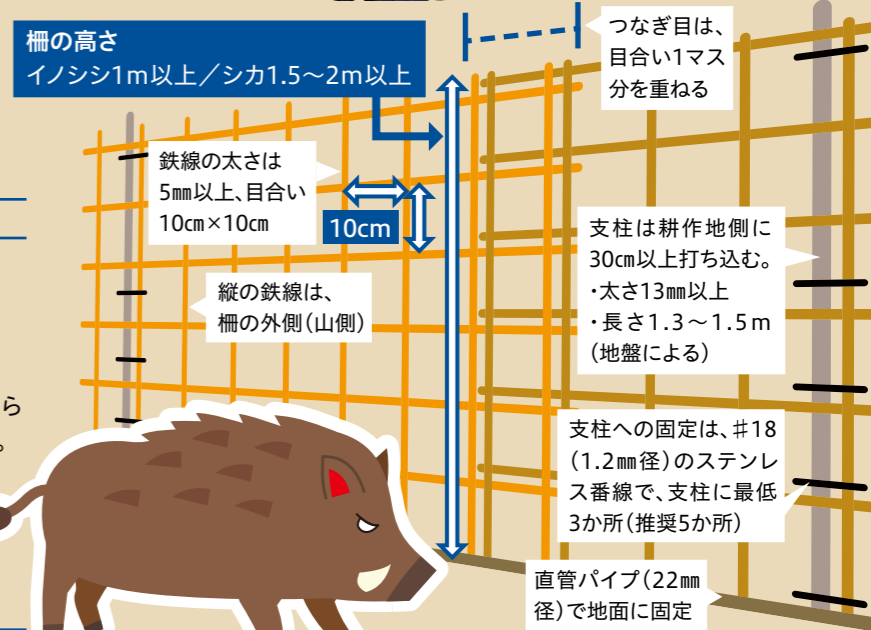 柵の高さ
イノシシ1m以上／シカ1.5～2m以上
つなぎ目は、
目合い1マス
分を重ねる
鉄線の太さは
5㎜以上、目合い
10㎝×10㎝
10cm
縦の鉄線は、
柵の外側（山側）
支柱は耕作地側に
30㎝以上打ち込む。
・太さ13㎜以上
・長さ1.3～1.5m
（地盤による）
ら
。
支柱への固定は、♯18
（1.2㎜径）のステンレ
ス番線で、支柱に最低
3か所（推奨5か所）
直管パイプ（22㎜
径）で地面に固定